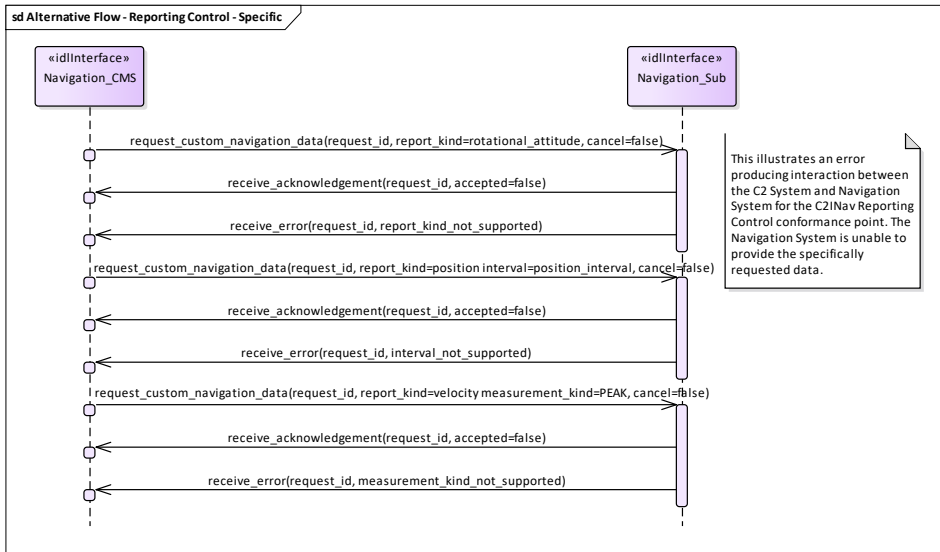 sd Alternative Flow - Reporting Control - Specific
«idlInterface»
Navigation_CMS
«idlInterface»
Navigation_Sub
request_custom_navigation_data(request_id, report_kind=rotational_attitude, cancel=false)
receive_acknowledgement(request_id, accepted=false)
receive_error(request_id, report_kind_not_supported)
request_custom_navigation_data(request_id, report_kind=position interval=position_interval, cancel=false)
receive_acknowledgement(request_id, accepted=false)
receive_error(request_id, interval_not_supported)
request_custom_navigation_data(request_id, report_kind=velocity measurement_kind=PEAK, cancel=false)
receive_acknowledgement(request_id, accepted=false)
receive_error(request_id, measurement_kind_not_supported)
This illustrates an error
producing interaction between
the C2 System and Navigation
System for the C2INav Reporting
Control conformance point. The
Navigation System is unable to
provide the specifically
requested data.